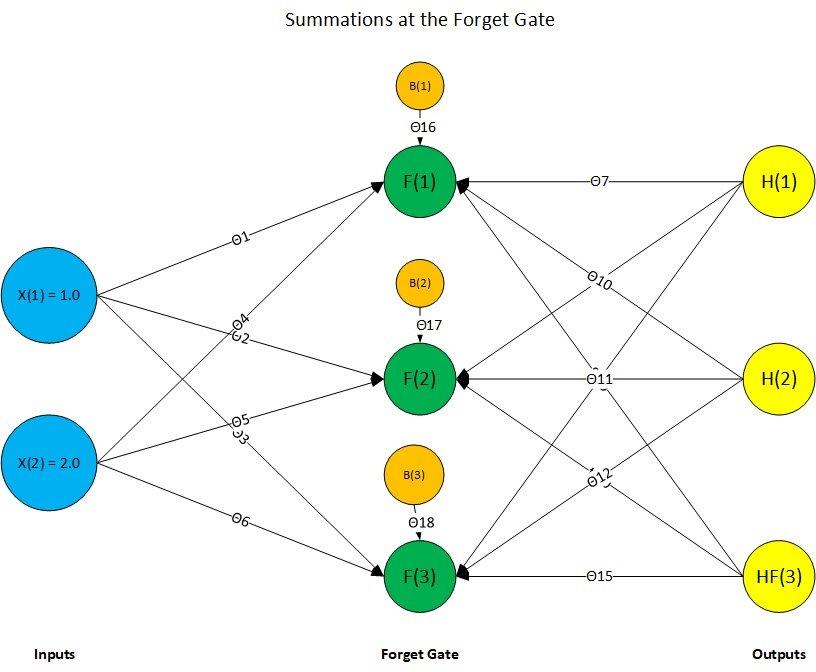 Summations at the Forget Gate
B(1)
Θ16
F(1)
Θ7
H(1)
Θ1
B(2)
Θ10
X(1) = 1.0
Θ4
Θ2
Θ17
F(2)
Θ11
H(2)
Θ5
X(2) = 2.0
B(3)
Θ12
Θ6
Θ18
F(3)
Θ15
HF(3)
Inputs
Forget Gate
Outputs